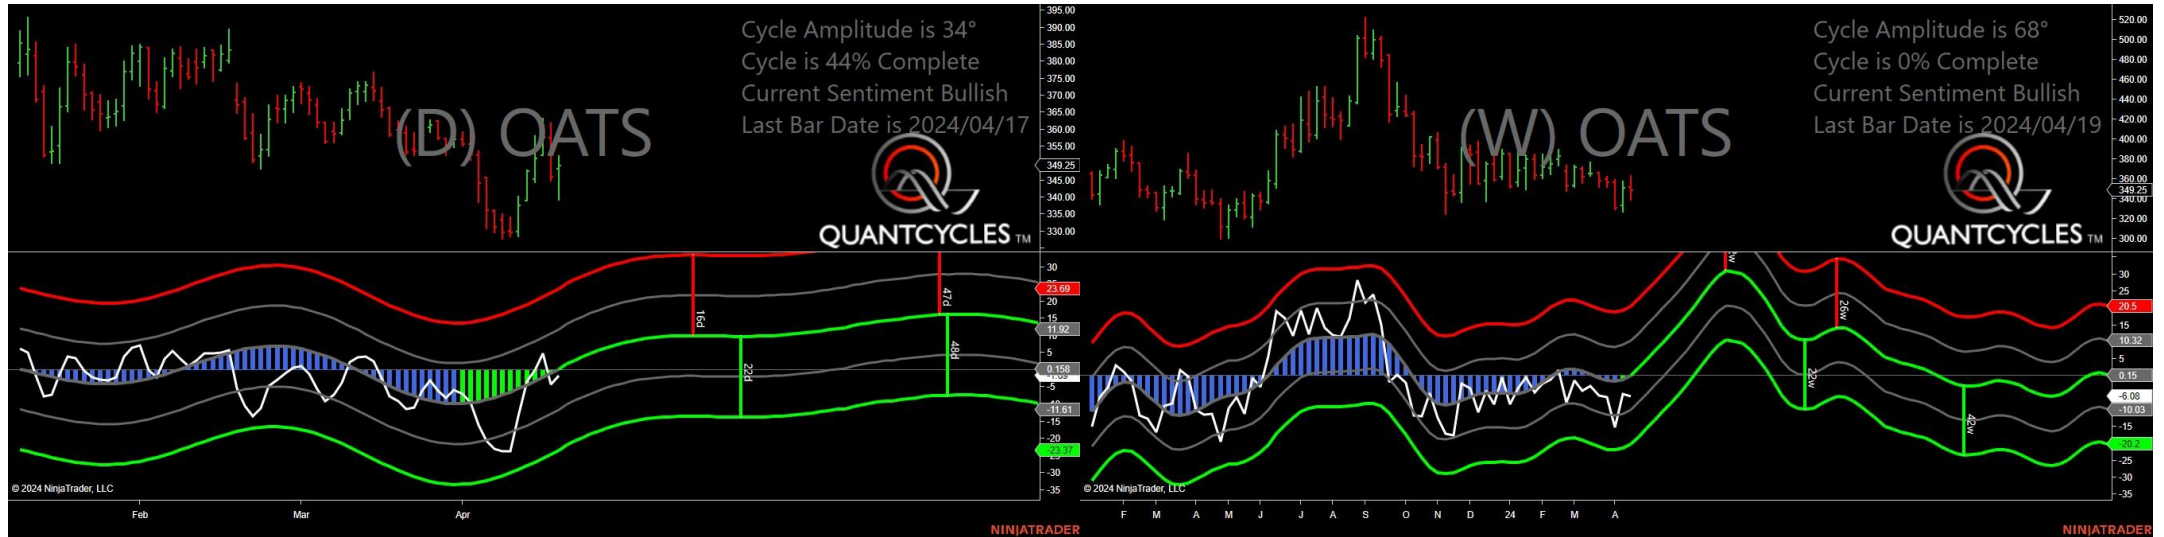 Cycle Amplitude is 34°
Cycle is 44% Complete
Current Sentiment Bullish
Last Bar Date is 2024/04/17
(D) OATS
QUANTCYCLES TM
395.00
390.00
385.00
380.00
375.00
370.00
365.00
360.00
355.00
349.25
345.00
340.00
335.00
330.00
30
23.69
20
15
11.92
5
0.158
-5
-11.61
-15
-20
-23.37
-30
-35
16d
22d
47d
48d
© 2024 NinjaTrader, LLC
Feb
Mar
Apr
NINJATRADER
Cycle Amplitude is 68°
Cycle is 0% Complete
Current Sentiment Bullish
Last Bar Date is 2024/04/19
(W) OATS
QUANTCYCLES TM
520.00
500.00
480.00
460.00
440.00
420.00
400.00
380.00
360.00
349.25
340.00
320.00
300.00
30
25
20.5
15
10.32
5
0.15
-6.08
-10.03
-15
-20.2
-25
-30
-35
26w
22w
42w
© 2024 NinjaTrader, LLC
F M A M J J A S O N D 24 F M A
NINJATRADER